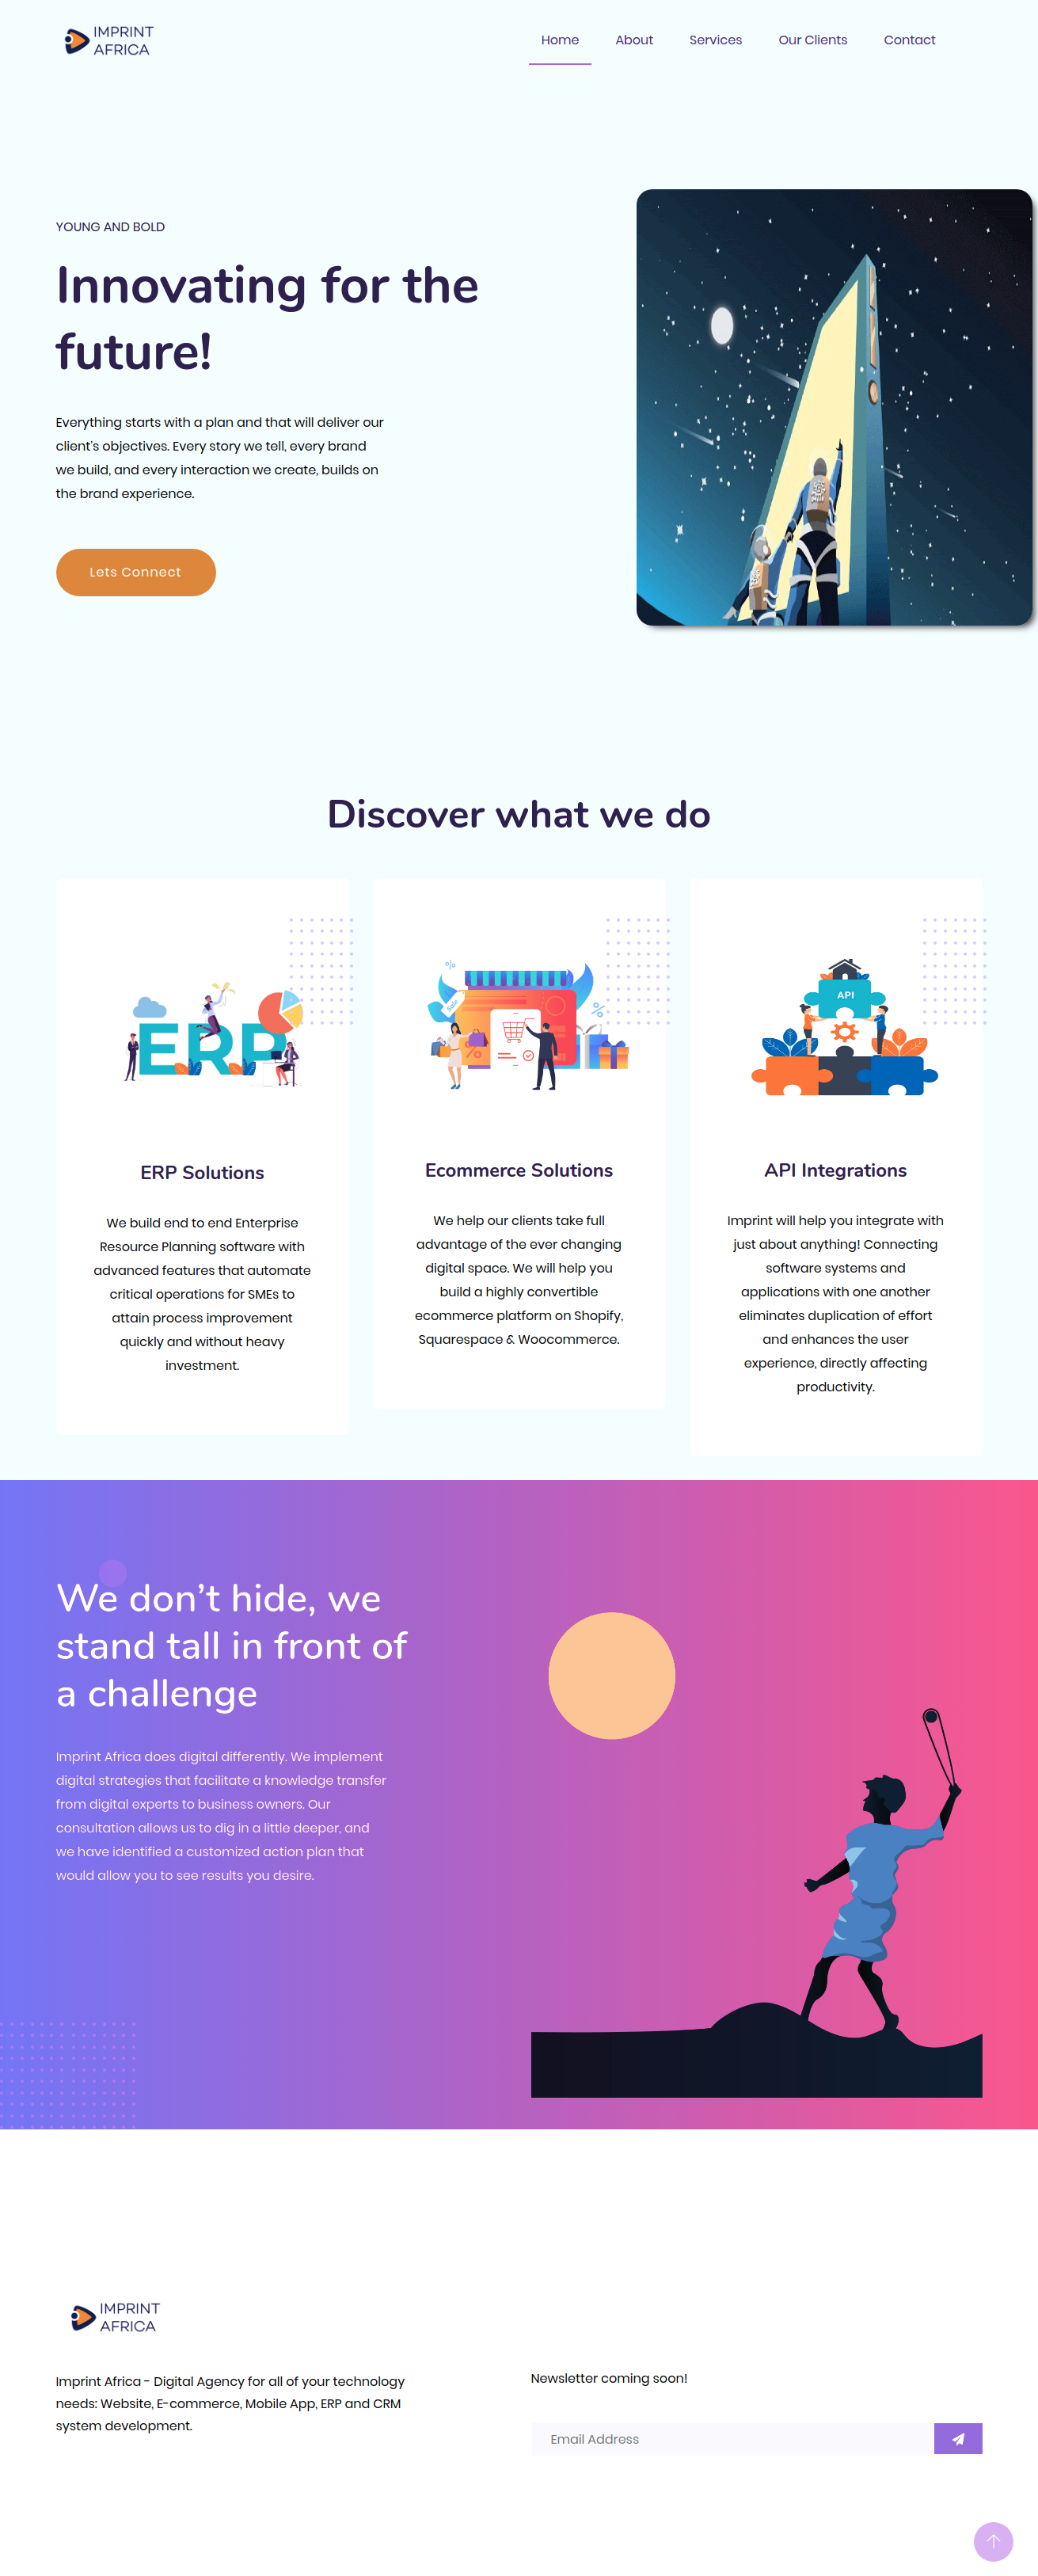 IMPRINT
AFRICA
Home About Services Our Clients Contact
YOUNG AND BOLD
Innovating for the
future!
Everything starts with a plan and that will deliver our
client's objectives. Every story we tell, every brand
we build, and every interaction we create, builds on
the brand experience.
Lets Connect
Discover what we do
ERP
ERP Solutions
We build end to end Enterprise
Resource Planning software with
advanced features that automate
critical operations for SMEs to
attain process improvement
quickly and without heavy
investment.
%
Sale
%
%
Ecommerce Solutions
We help our clients take full
advantage of the ever changing
digital space. We will help you
build a highly convertible
ecommerce platform on Shopify,
Squarespace & Woocommerce.
API
API Integrations
Imprint will help you integrate with
just about anything! Connecting
software systems and
applications with one another
eliminates duplication of effort
and enhances the user
experience, directly affecting
productivity.
We don't hide, we
stand tall in front of
a challenge
Imprint Africa does digital differently. We implement
digital strategies that facilitate a knowledge transfer
from digital experts to business owners. Our
consultation allows us to dig in a little deeper, and
we have identified a customized action plan that
would allow you to see results you desire.
IMPRINT
AFRICA
Imprint Africa - Digital Agency for all of your technology
needs: Website, E-commerce, Mobile App, ERP and CRM
system development.
Newsletter coming soon!
Email Address